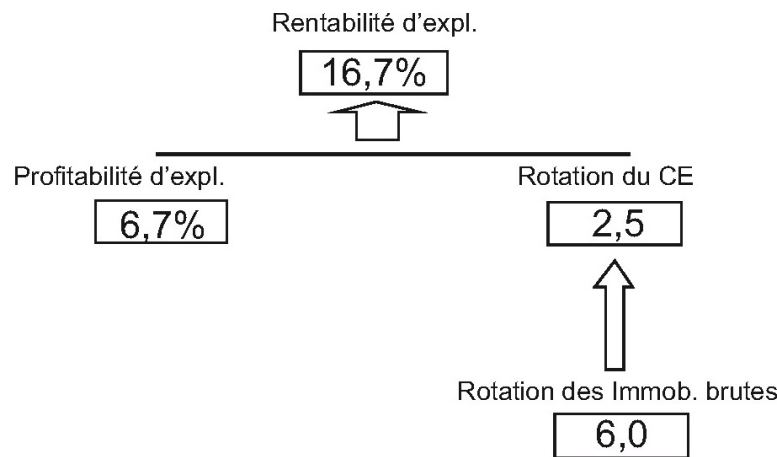 Rentabilité d'expl.
16,7%
Profitabilité d'expl.
Rotation du CE
6,7%
2,5
Rotation des Immob. brutes
6,0